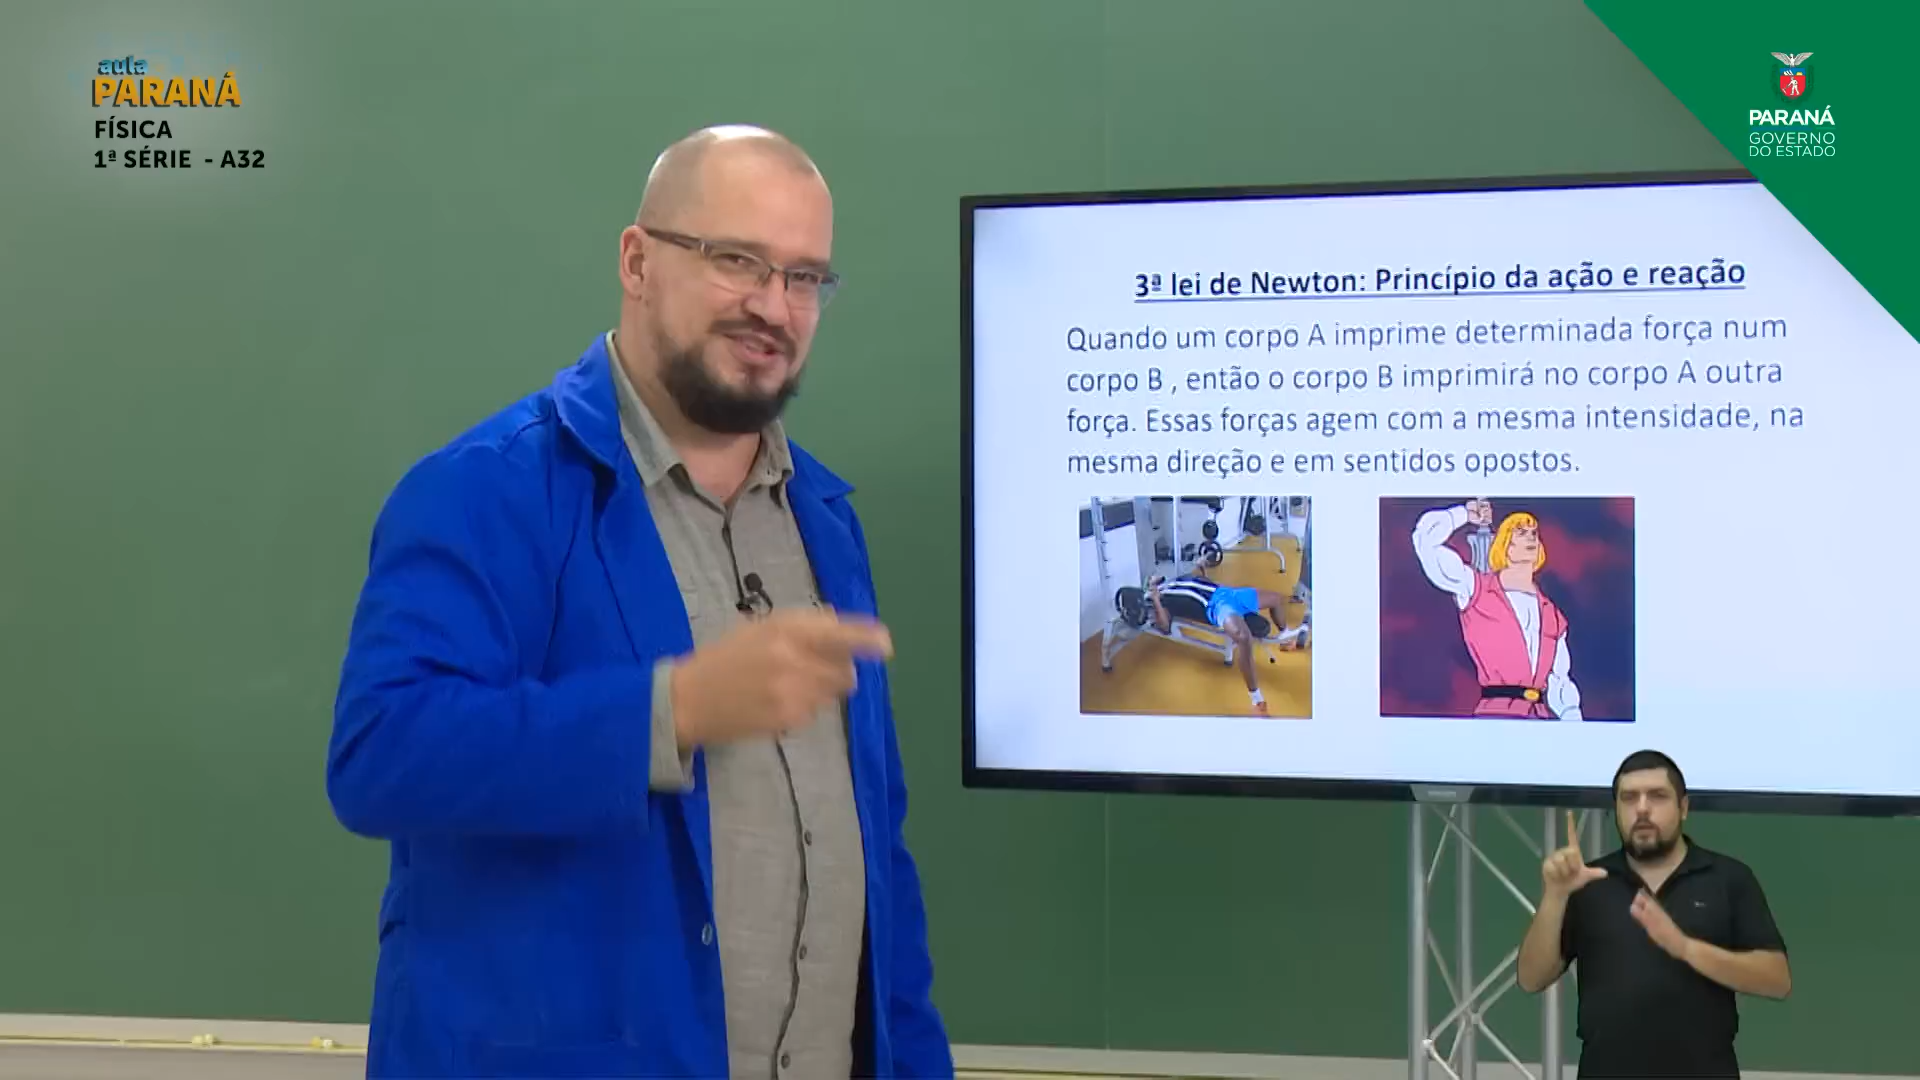 aula
PARANÁ
FÍSICA
1ª SÉRIE - A32
PARANÁ
GOVERNO
DO ESTADO
3ª lei de Newton: Princípio da ação e reação
Quando um corpo A imprime determinada força num
corpo B , então o corpo B imprimirá no corpo A outra
força. Essas forças agem com a mesma intensidade, na
mesma direção e em sentidos opostos.